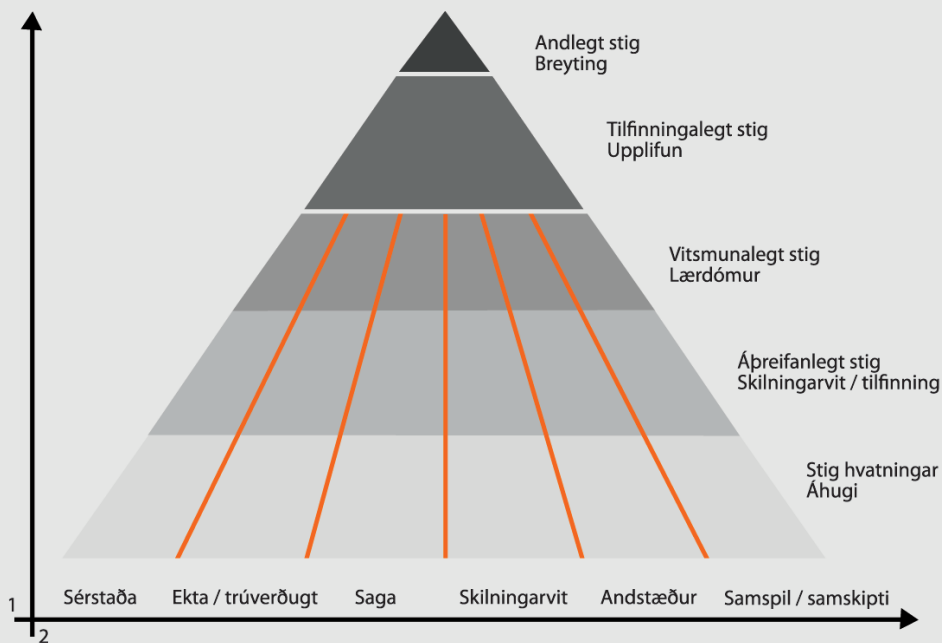 Andlegt stig
Breyting
Tilfinningalegt stig
Upplifun
Vitsmunalegt stig
Lærdómur
Áþreifanlegt stig
Skilningarvit / tilfinning
Stig hvatningar
Áhugi
Sérstaða Ekta / trúverðugt Saga Skilningarvit Andstæður Samspil / samskipti
1
2